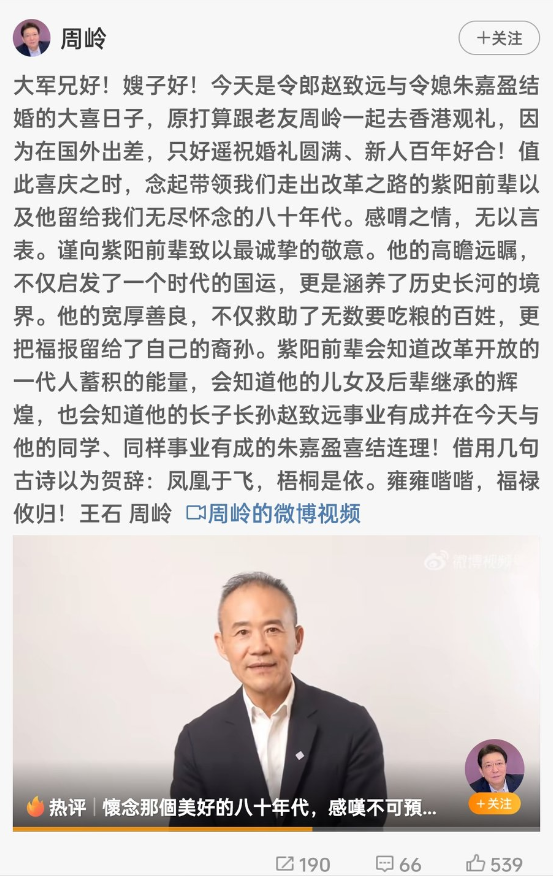 周岭
＋关注
大军兄好！嫂子好！今天是令郎赵致远与令媳朱嘉盈结
婚的大喜日子，原打算跟老友周岭一起去香港观礼，因
为在国外出差，只好遥祝婚礼圆满、新人百年好合！值
此喜庆之时，念起带领我们走出改革之路的紫阳前辈以
及他留给我们无尽怀念的八十年代。感喟之情，无以言
表。谨向紫阳前辈致以最诚挚的敬意。他的高瞻远瞩，
不仅启发了一个时代的国运，更是涵养了历史长河的境
界。他的宽厚善良，不仅救助了无数要吃粮的百姓，更
把福报留给了自己的裔孙。紫阳前辈会知道改革开放的
一代人蓄积的能量，会知道他的儿女及后辈继承的辉
煌，也会知道他的长子长孙赵致远事业有成并在今天与
他的同学、同样事业有成的朱嘉盈喜结连理！借用几句
古诗以为贺辞：凤凰于飞，梧桐是依。雍雍喈喈，福禄
攸归！王石 周岭 周岭的微博视频
热评｜懷念那個美好的八十年代，感嘆不可預...
＋关注
190
66
539